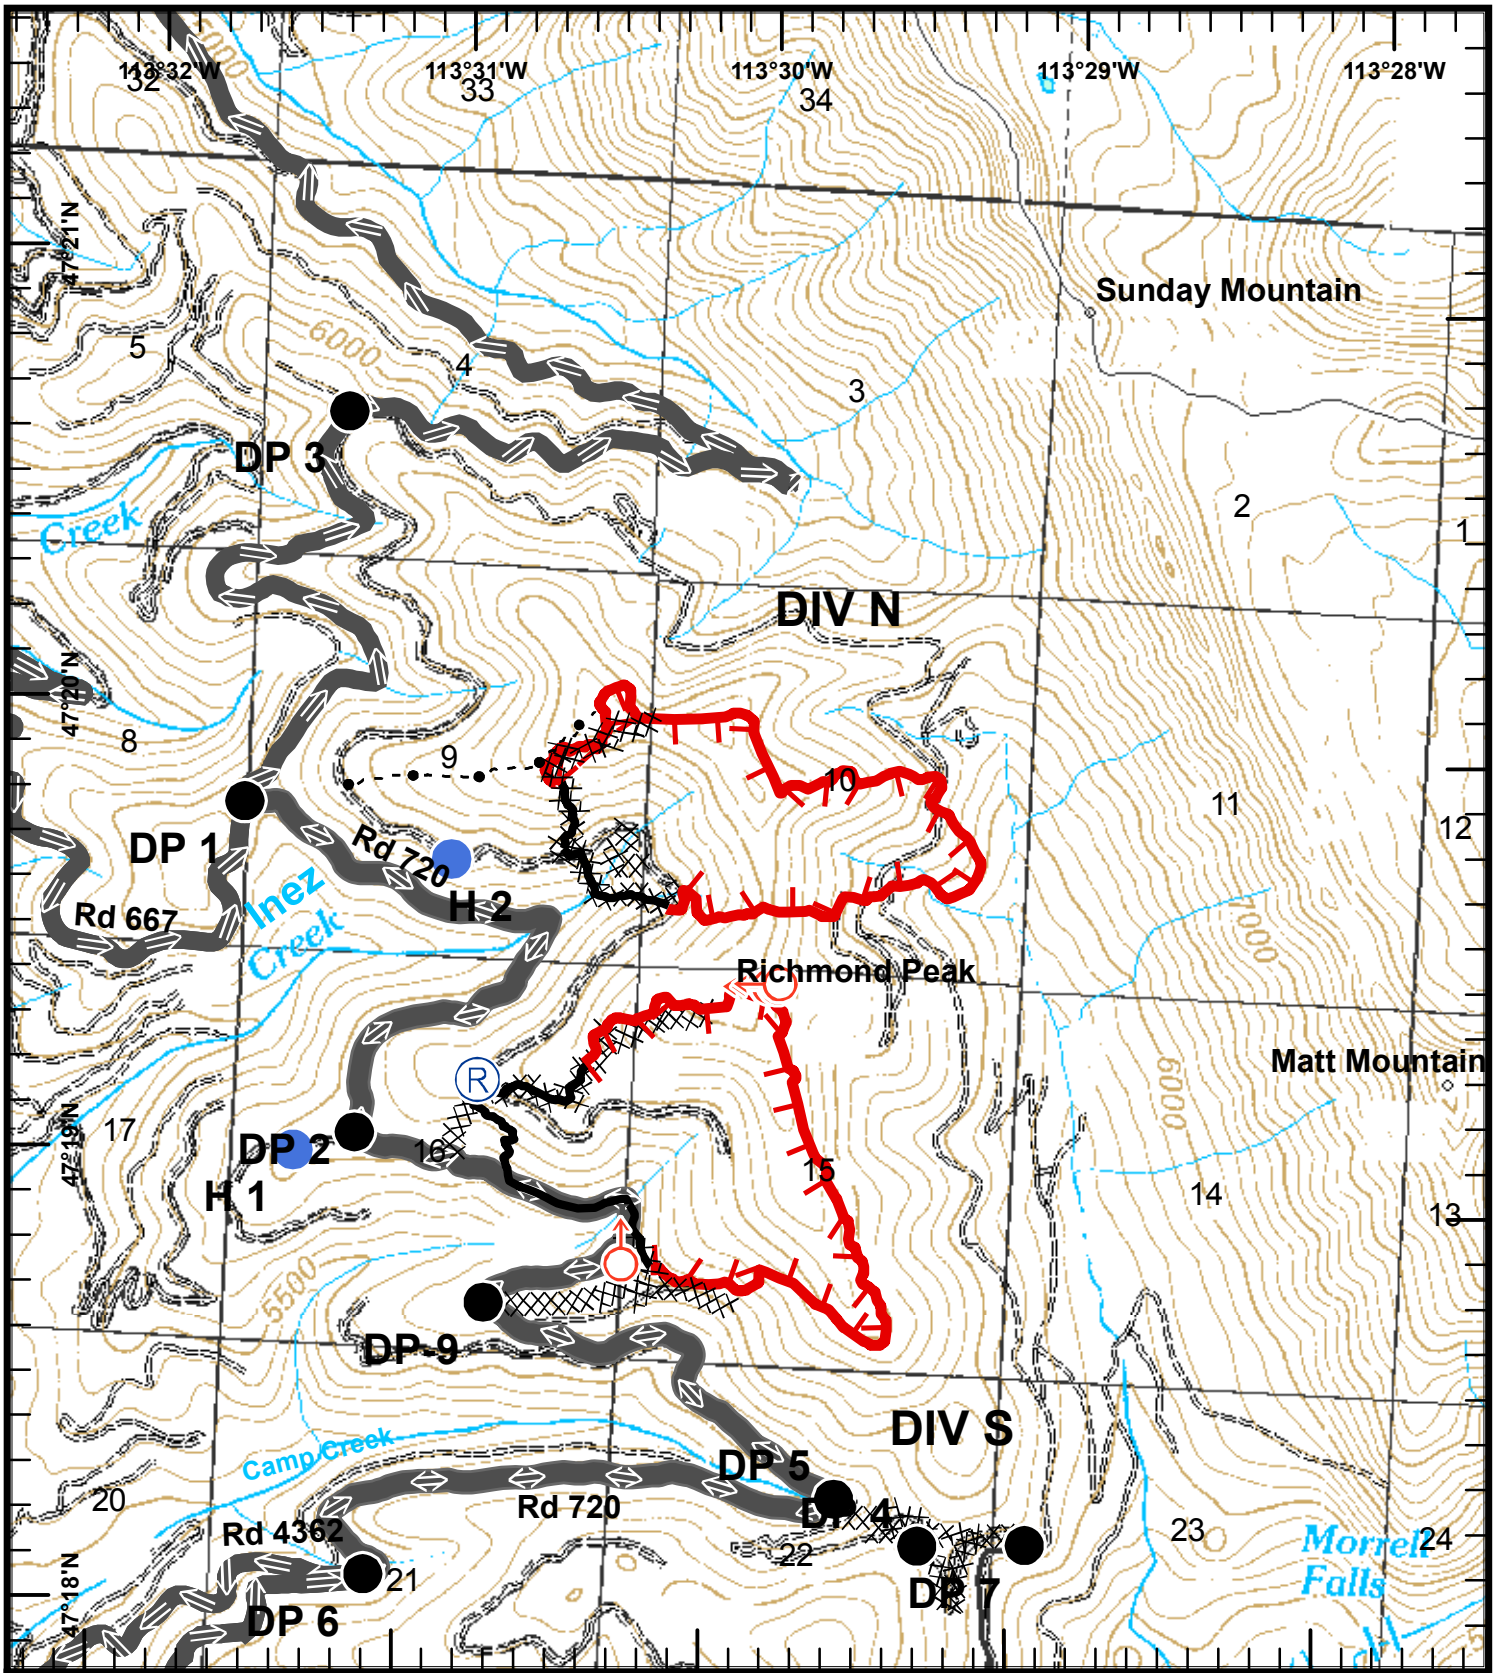 113°32'W
113°31'W
113°30'W
113°29'W
113°28'W
7000
32
33
34
47°21'N
Sunday Mountain
6000
5
4
3
DP 3
2
1
Creek
DIV N
47°20'N
8
9
10
11
12
DP 1
Rd 720
H 2
Rd 667
Inez
Creek
7000
Richmond Peak
Matt Mountain
6000
R
47°19'N
17
DP 2
16
15
14
13
H 1
5500
DP-9
DIV S
Camp Creek
DP 5
20
Rd 720
DP 4
Rd 4362
22
23
24
Morrell
Falls
47°18'N
21
DP 7
DP 6